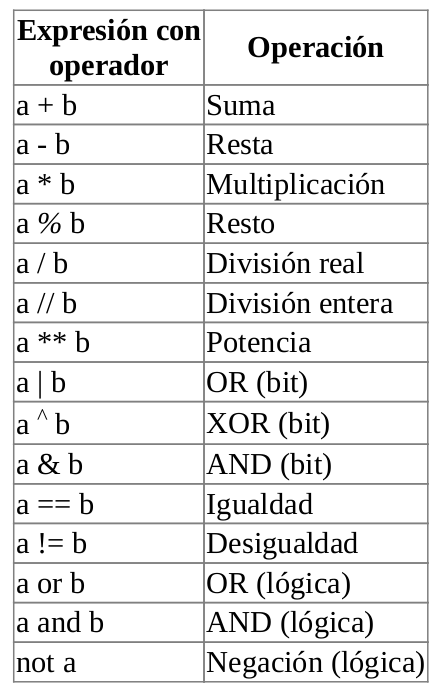 Expresión con operador Operación
a + b Suma
a - b Resta
a * b Multiplicación
a % b Resto
a / b División real
a // b División entera
a ** b Potencia
a | b OR (bit)
a ^ b XOR (bit)
a & b AND (bit)
a == b Igualdad
a != b Desigualdad
a or b OR (lógica)
a and b AND (lógica)
not a Negación (lógica)